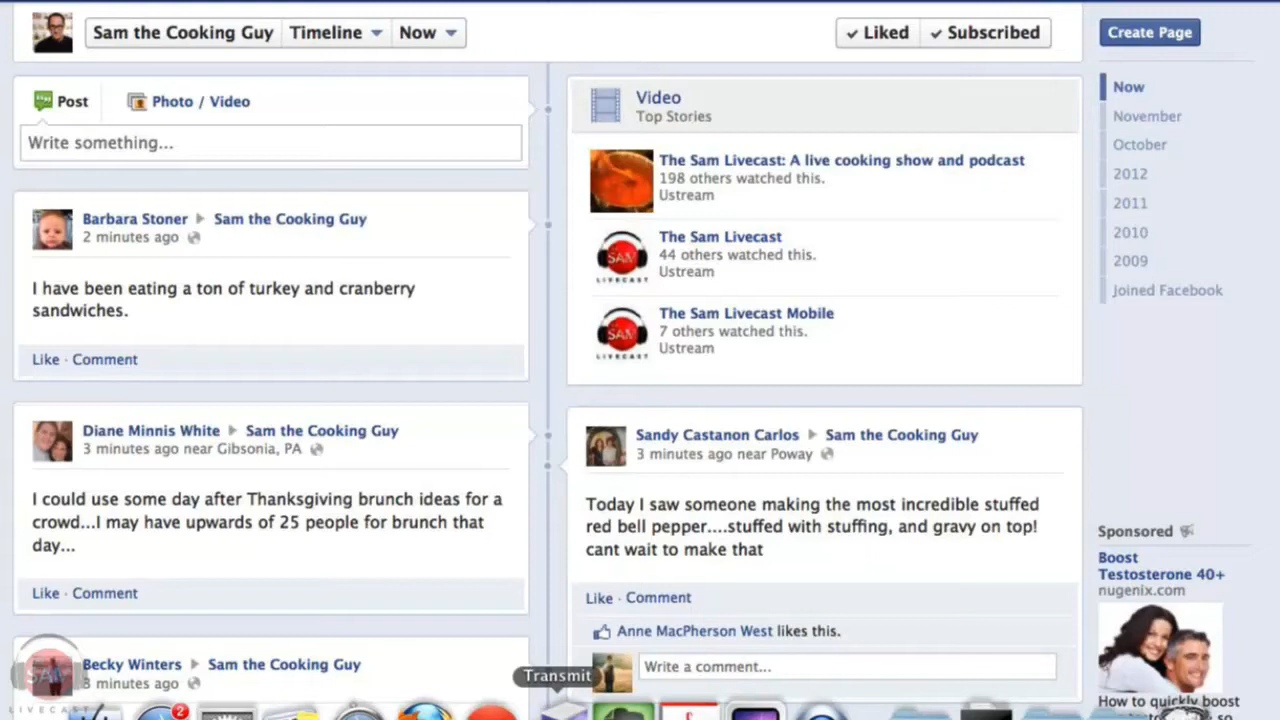 Sam the Cooking Guy Timeline Now
Liked Subscribed
Create Page
Post Photo / Video
Write something...
Barbara Stoner Sam the Cooking Guy
2 minutes ago
I have been eating a ton of turkey and cranberry
sandwiches.
Like · Comment
Diane Minnis White Sam the Cooking Guy
3 minutes ago near Gibsonia, PA
I could use some day after Thanksgiving brunch ideas for a
crowd...I may have upwards of 25 people for brunch that
day...
Like · Comment
Becky Winters Sam the Cooking Guy
3 minutes ago
SAM
LIVECAST
Video
Top Stories
The Sam Livecast: A live cooking show and podcast
198 others watched this.
Ustream
SAM
LIVECAST
The Sam Livecast
44 others watched this.
Ustream
SAM
LIVECAST
The Sam Livecast Mobile
7 others watched this.
Ustream
Sandy Castanon Carlos Sam the Cooking Guy
3 minutes ago near Poway
Today I saw someone making the most incredible stuffed
red bell pepper....stuffed with stuffing, and gravy on top!
cant wait to make that
Like · Comment
Anne MacPherson West likes this.
Write a comment...
Transmit
2
Now
November
October
2012
2011
2010
2009
Joined Facebook
Sponsored
Boost
Testosterone 40+
nugenix.com
How to quickly boost